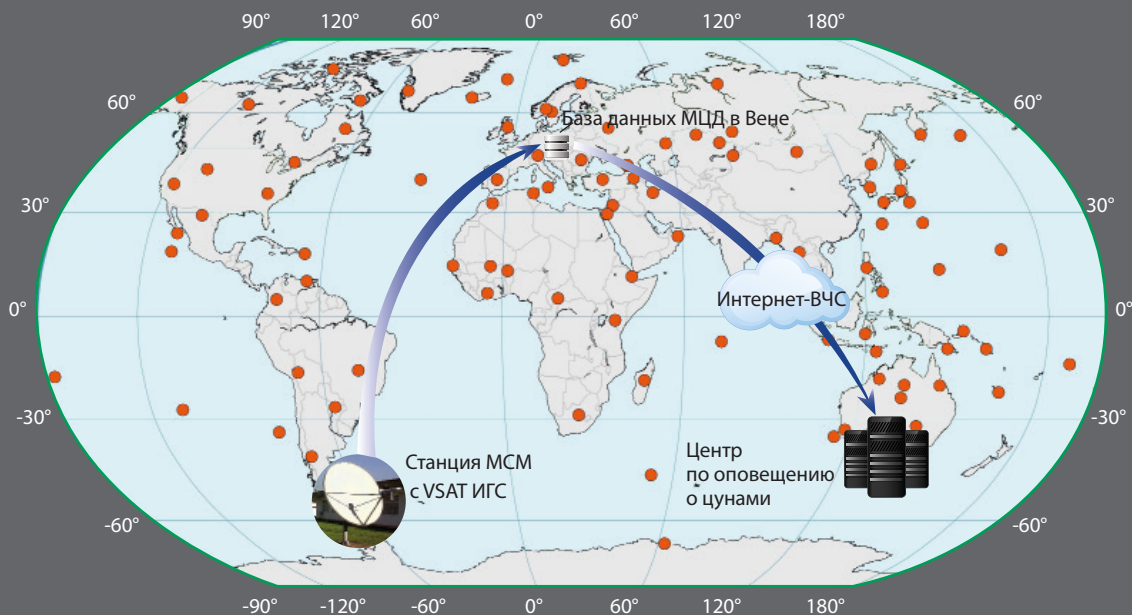 90° 120° 60° 0° 60° 120° 180°
60° 60°
База данных МЦД в Вене
30° 30°
Интернет-ВЧС
0° 0°
-30° -30°
Станция МСМ
с VSAT ИГС
Центр
по оповещению
о цунами
-60° -60°
-90° -120° -60° 0° 60° 120° 180°